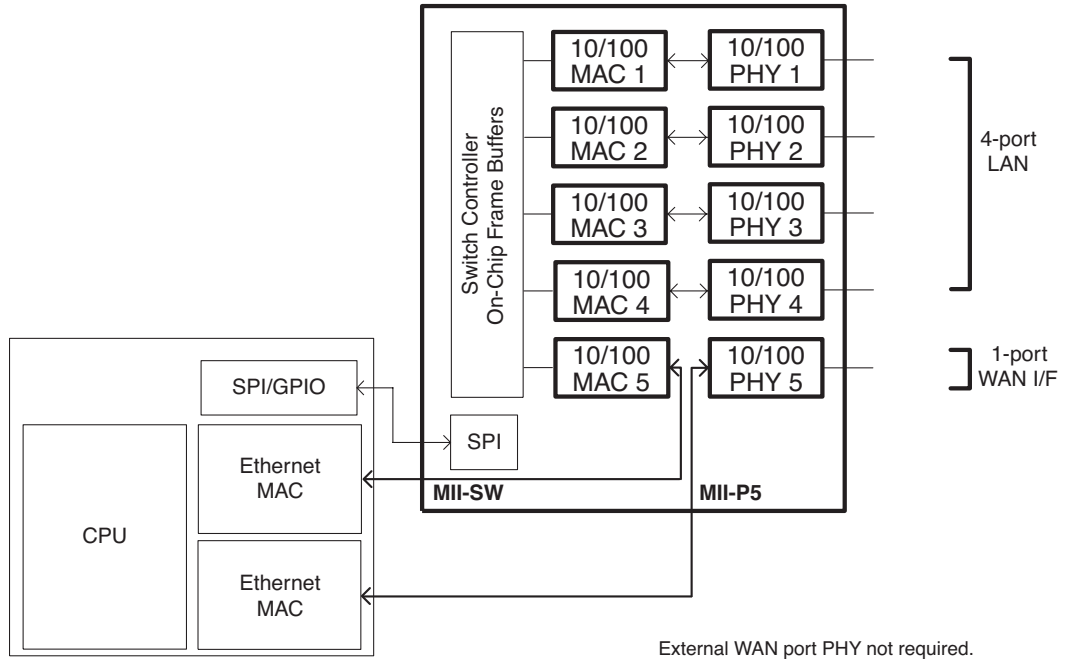 10/100
MAC 1
10/100
PHY 1
10/100
MAC 2
10/100
PHY 2
10/100
MAC 3
10/100
PHY 3
10/100
MAC 4
10/100
PHY 4
10/100
MAC 5
10/100
PHY 5
Switch Controller
On-Chip Frame Buffers
4-port
LAN
1-port
WAN I/F
SPI/GPIO
SPI
Ethernet
MAC
MII-SW
MII-P5
CPU
Ethernet
MAC
External WAN port PHY not required.